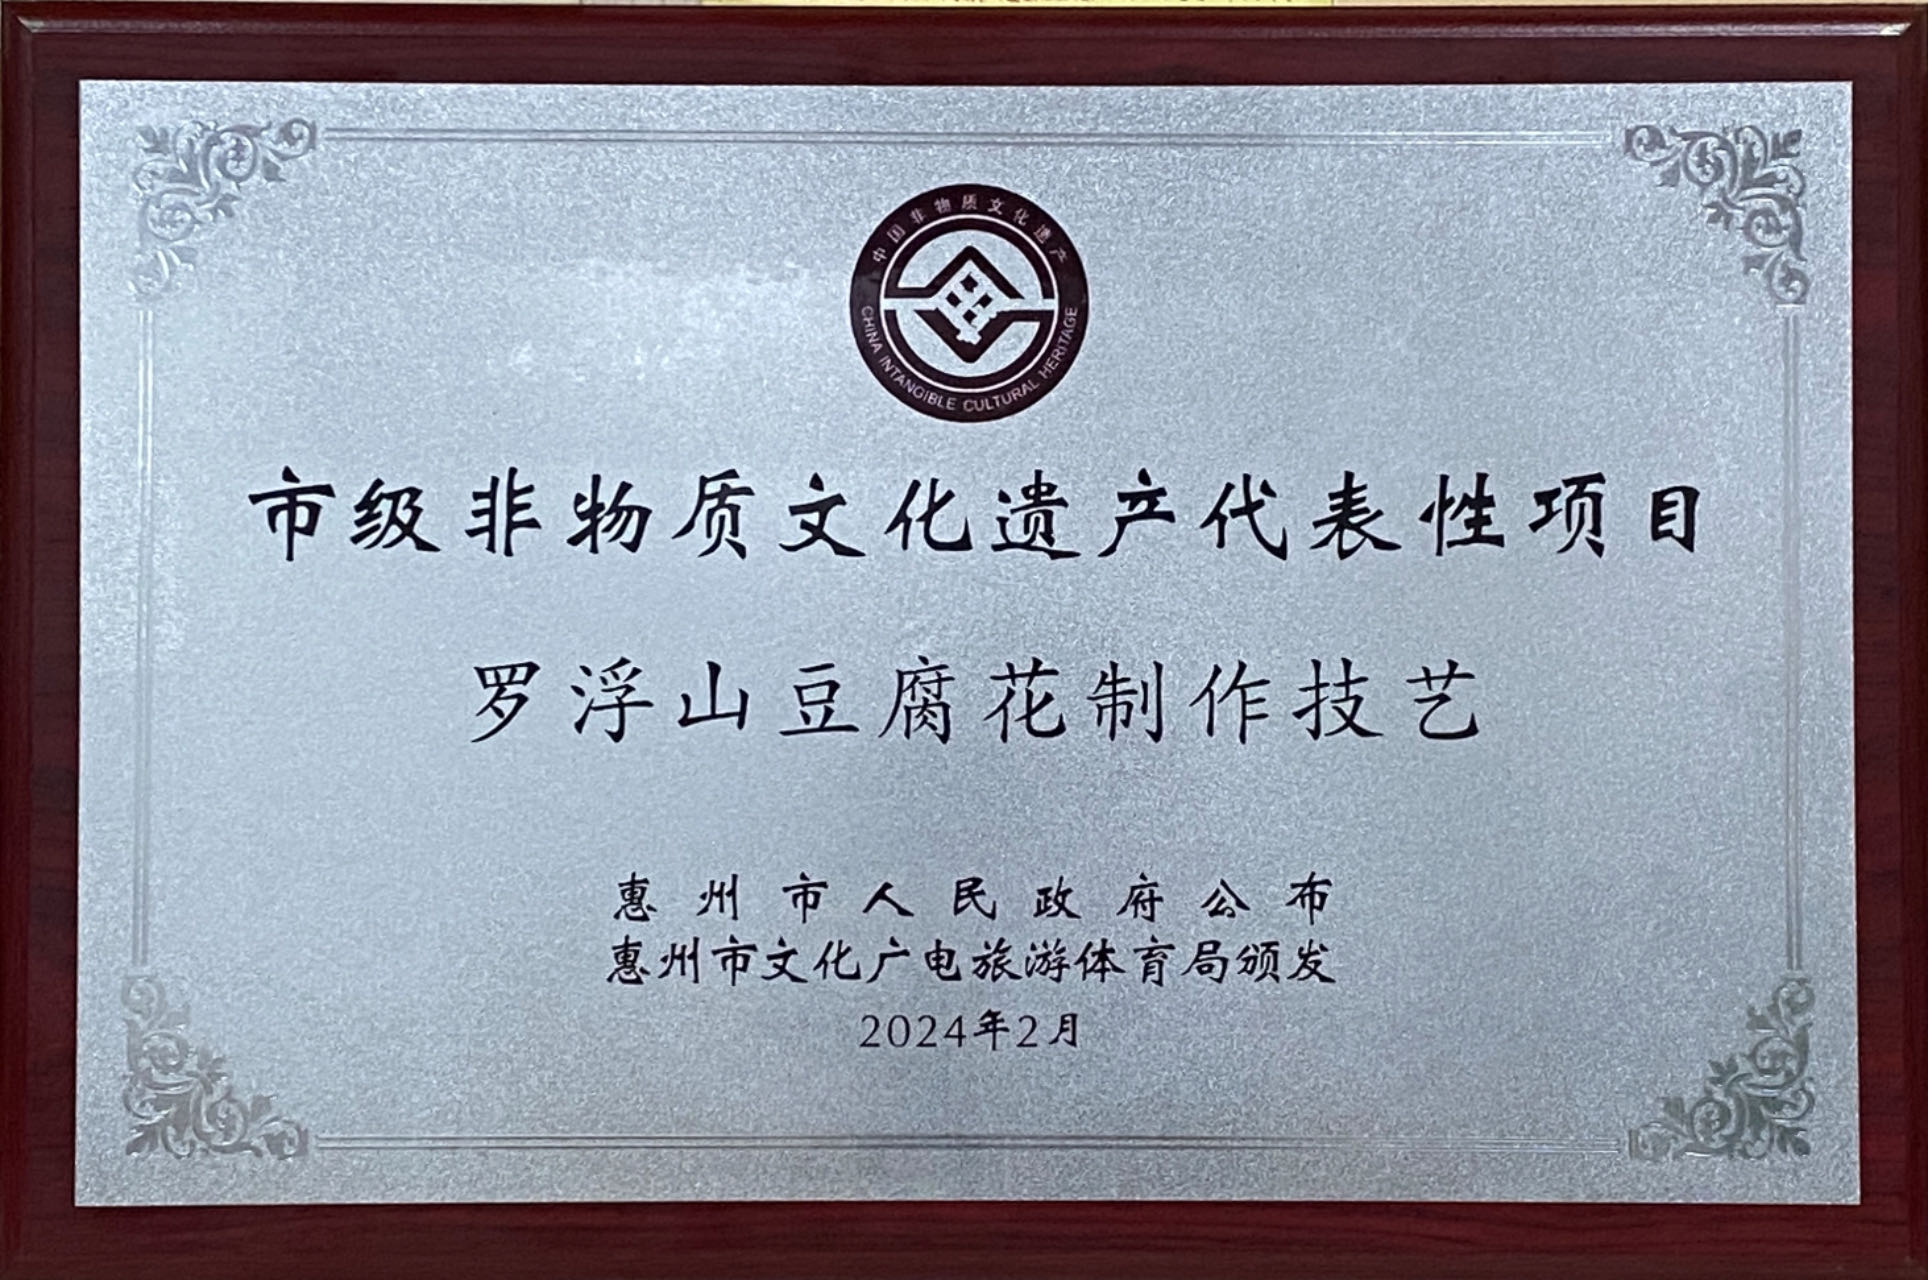 中国非物质文化遗产
CHINA INTANGIBLE CULTURAL HERITAGE
市级非物质文化遗产代表性项目
罗浮山豆腐花制作技艺
惠州市人民政府公布
惠州市文化广电旅游体育局颁发
2024年2月